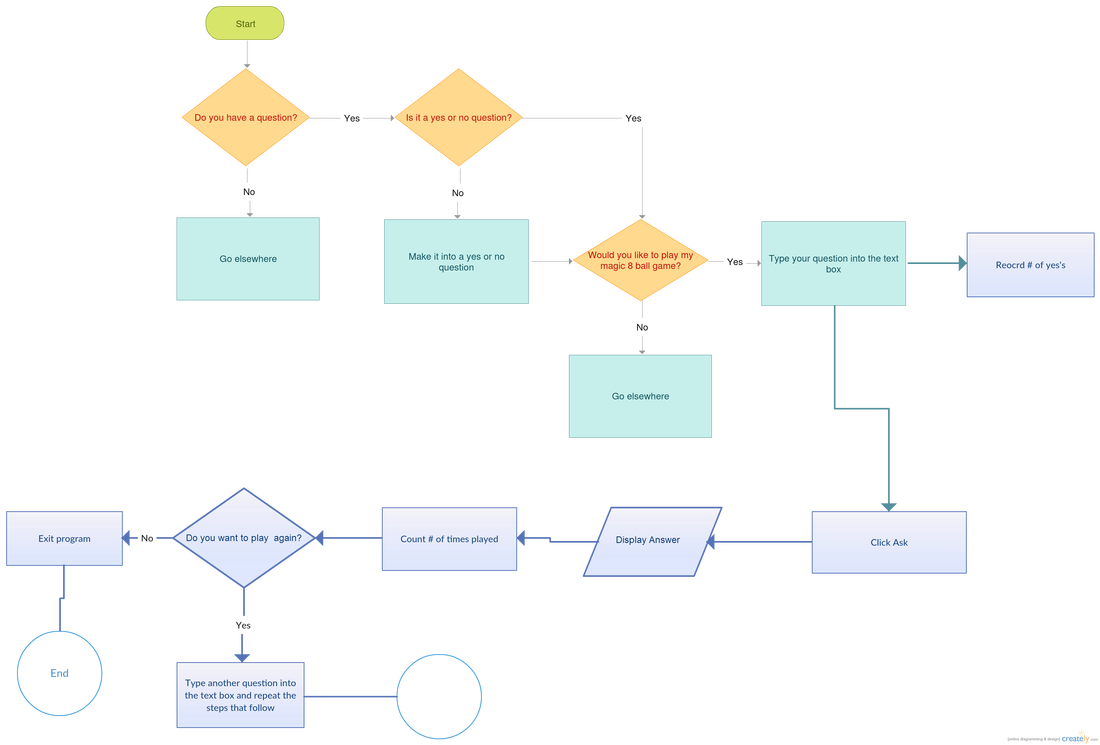 Start
Do you have a question?
Yes
Is it a yes or no question?
Yes
No
No
Go elsewhere
Make it into a yes or no
question
Would you like to play my
magic 8 ball game?
Yes
Type your question into the text
box
Reocrd # of yes's
No
Go elsewhere
Exit program
No
Do you want to play again?
Count # of times played
Display Answer
Click Ask
Yes
End
Type another question into
the text box and repeat the
steps that follow
[online diagramming & design] creately.com